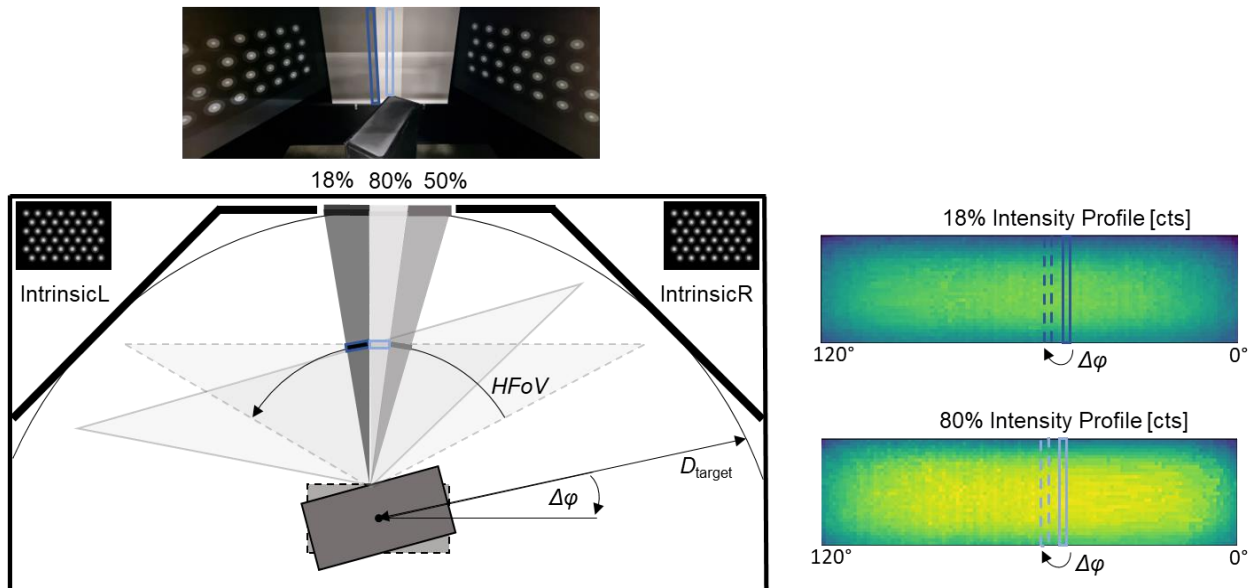 18% 80% 50%
IntrinsicL
IntrinsicR
HFoV
D_target
Δφ
18% Intensity Profile [cts]
120°
0°
Δφ
80% Intensity Profile [cts]
120°
0°
Δφ